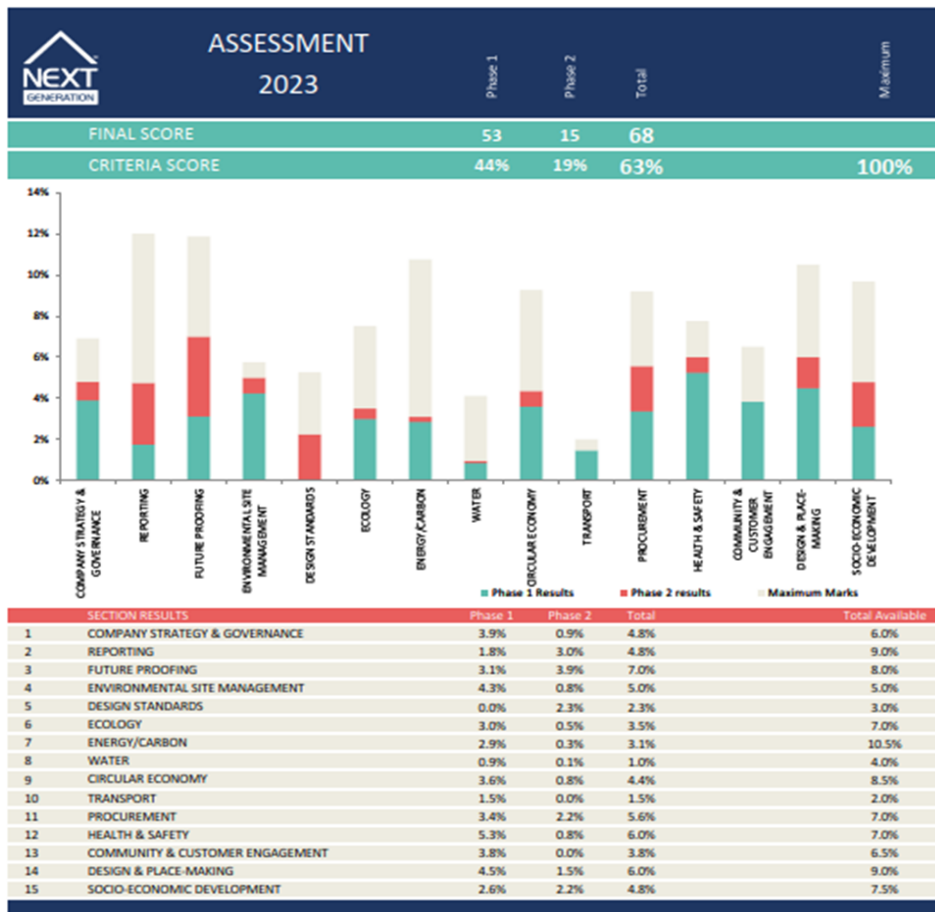 NEXT
GENERATION
ASSESSMENT
2023
Phase 1 Phase 2 Total Maximum
FINAL SCORE 53 15 68
CRITERIA SCORE 44% 19% 63% 100%
14%
12%
10%
8%
6%
4%
2%
0%
COMPANY STRATEGY & GOVERNANCE
REPORTING
FUTURE PROOFING
ENVIRONMENTAL SITE MANAGEMENT
DESIGN STANDARDS
ECOLOGY
ENERGY/CARBON
WATER
CIRCULAR ECONOMY
TRANSPORT
PROCUREMENT
HEALTH & SAFETY
COMMUNITY & CUSTOMER ENGAGEMENT
DESIGN & PLACE-MAKING
SOCIO-ECONOMIC DEVELOPMENT
Phase 1 Results Phase 2 results Maximum Marks
SECTION RESULTS Phase 1 Phase 2 Total Total Available
1 COMPANY STRATEGY & GOVERNANCE 3.9% 0.9% 4.8% 6.0%
2 REPORTING 1.8% 3.0% 4.8% 9.0%
3 FUTURE PROOFING 3.1% 3.9% 7.0% 8.0%
4 ENVIRONMENTAL SITE MANAGEMENT 4.3% 0.8% 5.0% 5.0%
5 DESIGN STANDARDS 0.0% 2.3% 2.3% 3.0%
6 ECOLOGY 3.0% 0.5% 3.5% 7.0%
7 ENERGY/CARBON 2.9% 0.3% 3.1% 10.5%
8 WATER 0.9% 0.1% 1.0% 4.0%
9 CIRCULAR ECONOMY 3.6% 0.8% 4.4% 8.5%
10 TRANSPORT 1.5% 0.0% 1.5% 2.0%
11 PROCUREMENT 3.4% 2.2% 5.6% 7.0%
12 HEALTH & SAFETY 5.3% 0.8% 6.0% 7.0%
13 COMMUNITY & CUSTOMER ENGAGEMENT 3.8% 0.0% 3.8% 6.5%
14 DESIGN & PLACE-MAKING 4.5% 1.5% 6.0% 9.0%
15 SOCIO-ECONOMIC DEVELOPMENT 2.6% 2.2% 4.8% 7.5%